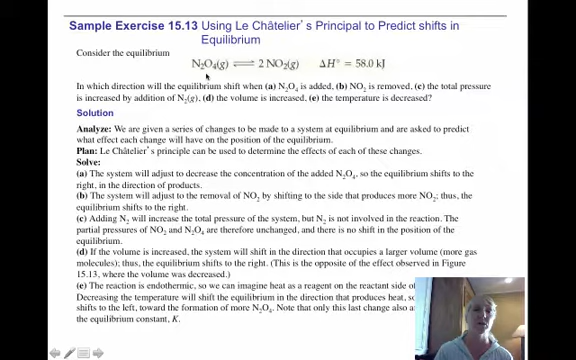 Sample Exercise 15.13 Using Le Châtelier's Principal to Predict shifts in
Equilibrium
Consider the equilibrium
N₂O₄(g) ⇌ 2 NO₂(g) ΔH° = 58.0 kJ
In which direction will the equilibrium shift when (a) N₂O₄ is added, (b) NO₂ is removed, (c) the total pressure
is increased by addition of N₂(g), (d) the volume is increased, (e) the temperature is decreased?
Solution
Analyze: We are given a series of changes to be made to a system at equilibrium and are asked to predict
what effect each change will have on the position of the equilibrium.
Plan: Le Châtelier's principle can be used to determine the effects of each of these changes.
Solve:
(a) The system will adjust to decrease the concentration of the added N₂O₄, so the equilibrium shifts to the
right, in the direction of products.
(b) The system will adjust to the removal of NO₂ by shifting to the side that produces more NO₂; thus, the
equilibrium shifts to the right.
(c) Adding N₂ will increase the total pressure of the system, but N₂ is not involved in the reaction. The
partial pressures of NO₂ and N₂O₄ are therefore unchanged, and there is no shift in the position of the
equilibrium.
(d) If the volume is increased, the system will shift in the direction that occupies a larger volume (more gas
molecules); thus, the equilibrium shifts to the right. (This is the opposite of the effect observed in Figure
15.13, where the volume was decreased.)
(e) The reaction is endothermic, so we can imagine heat as a reagent on the reactant side of
Decreasing the temperature will shift the equilibrium in the direction that produces heat, so
shifts to the left, toward the formation of more N₂O₄. Note that only this last change also
the equilibrium constant, K.